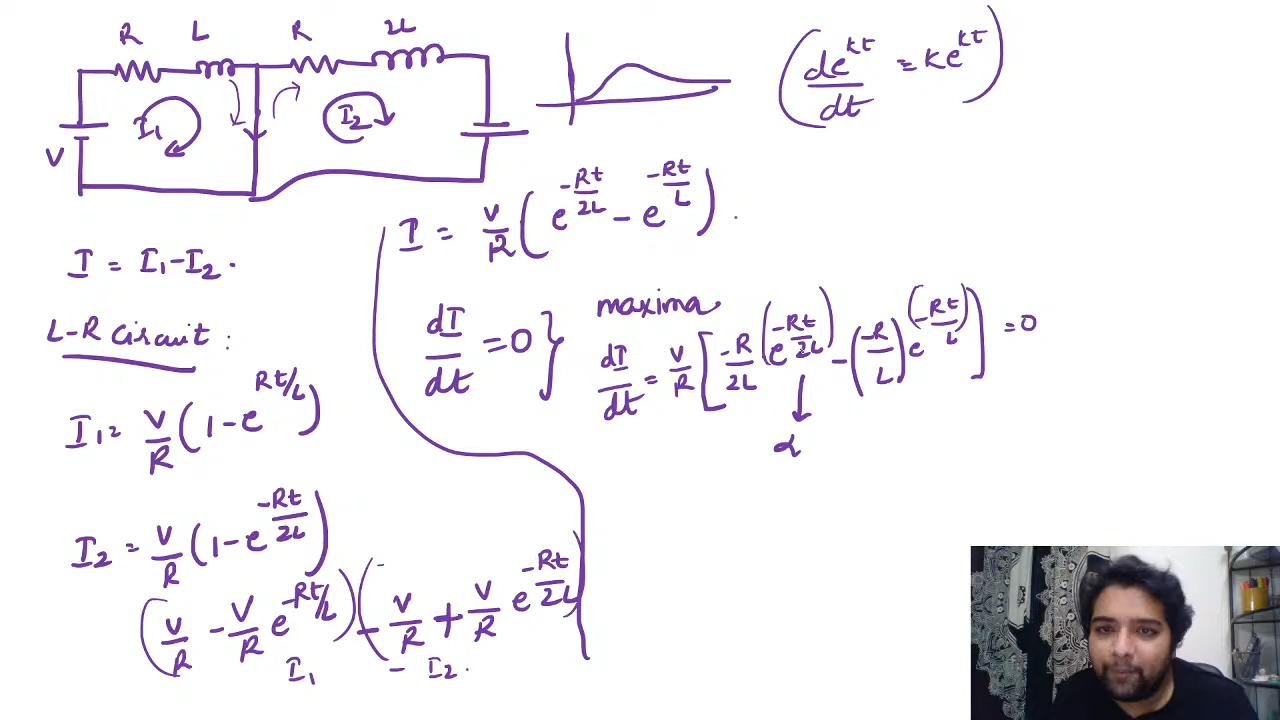 R L R 2L
V I₁ I₂
(de^{kt}/dt = ke^{kt})
I = I₁-I₂.
L-R Circuit :
I₁ = V/R (1-e^{Rt/L})
I₂ = V/R (1-e^{-Rt/2L})
(V/R - V/R e^{-Rt/L}) (- V/R + V/R e^{-Rt/2L})
I₁ - I₂.
I = V/R (e^{-Rt/2L} - e^{-Rt/L}).
dI/dt = 0 } maxima
dI/dt = V/R [-R/2L (e^{-Rt/2L}) - (-R/L) e^{(-Rt/L)}] = 0
α